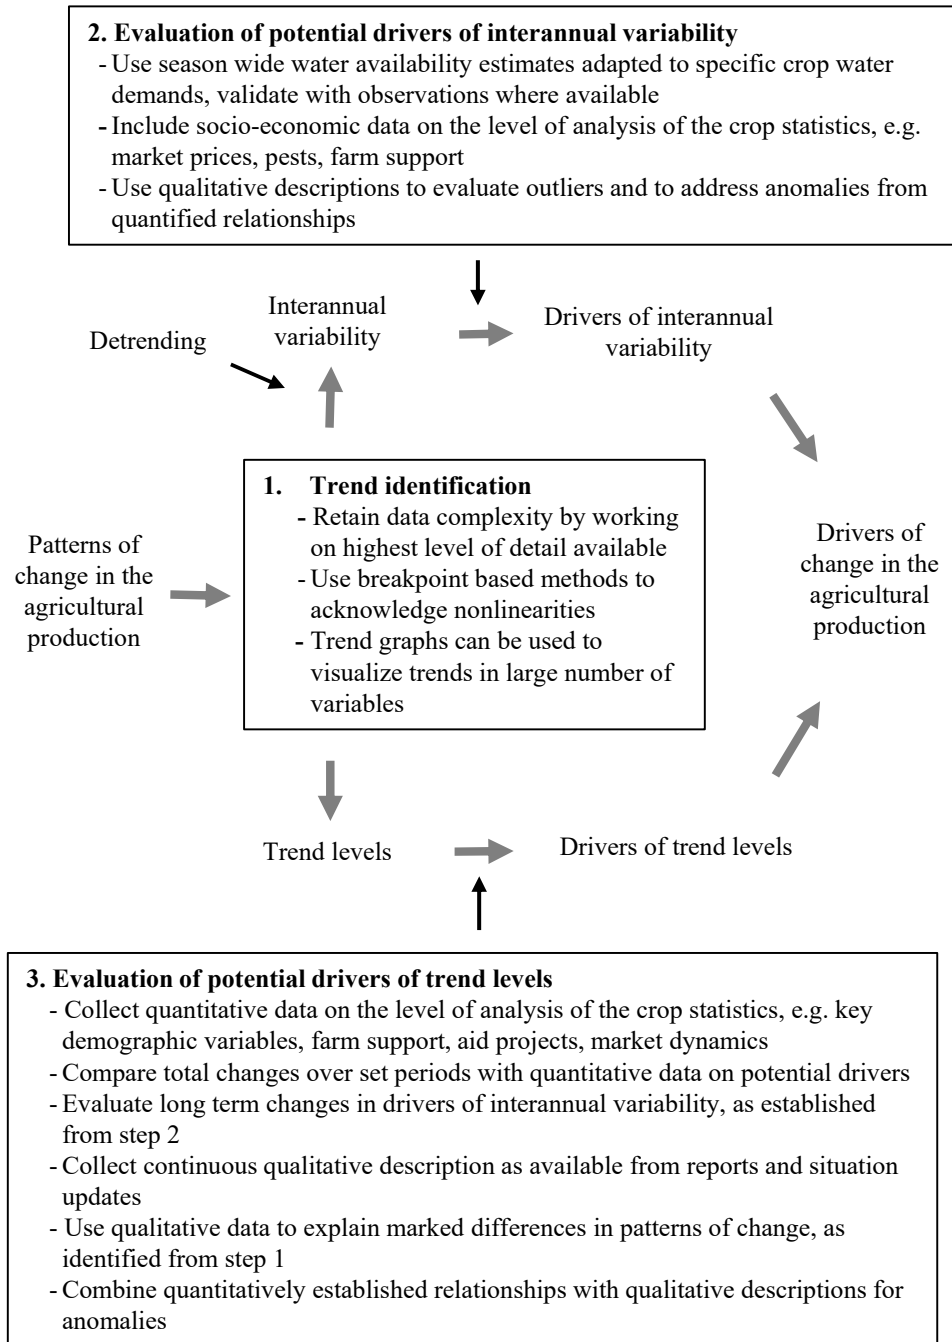 2. Evaluation of potential drivers of interannual variability
- Use season wide water availability estimates adapted to specific crop water
demands, validate with observations where available
- Include socio-economic data on the level of analysis of the crop statistics, e.g.
market prices, pests, farm support
- Use qualitative descriptions to evaluate outliers and to address anomalies from
quantified relationships
Interannual
variability
Drivers of interannual
variability
Detrending
1. Trend identification
- Retain data complexity by working
on highest level of detail available
- Use breakpoint based methods to
acknowledge nonlinearities
- Trend graphs can be used to
visualize trends in large number of
variables
Patterns of
change in the
agricultural
production
Drivers of
change in the
agricultural
production
Trend levels
Drivers of trend levels
3. Evaluation of potential drivers of trend levels
- Collect quantitative data on the level of analysis of the crop statistics, e.g. key
demographic variables, farm support, aid projects, market dynamics
- Compare total changes over set periods with quantitative data on potential drivers
- Evaluate long term changes in drivers of interannual variability, as established
from step 2
- Collect continuous qualitative description as available from reports and situation
updates
- Use qualitative data to explain marked differences in patterns of change, as
identified from step 1
- Combine quantitatively established relationships with qualitative descriptions for
anomalies